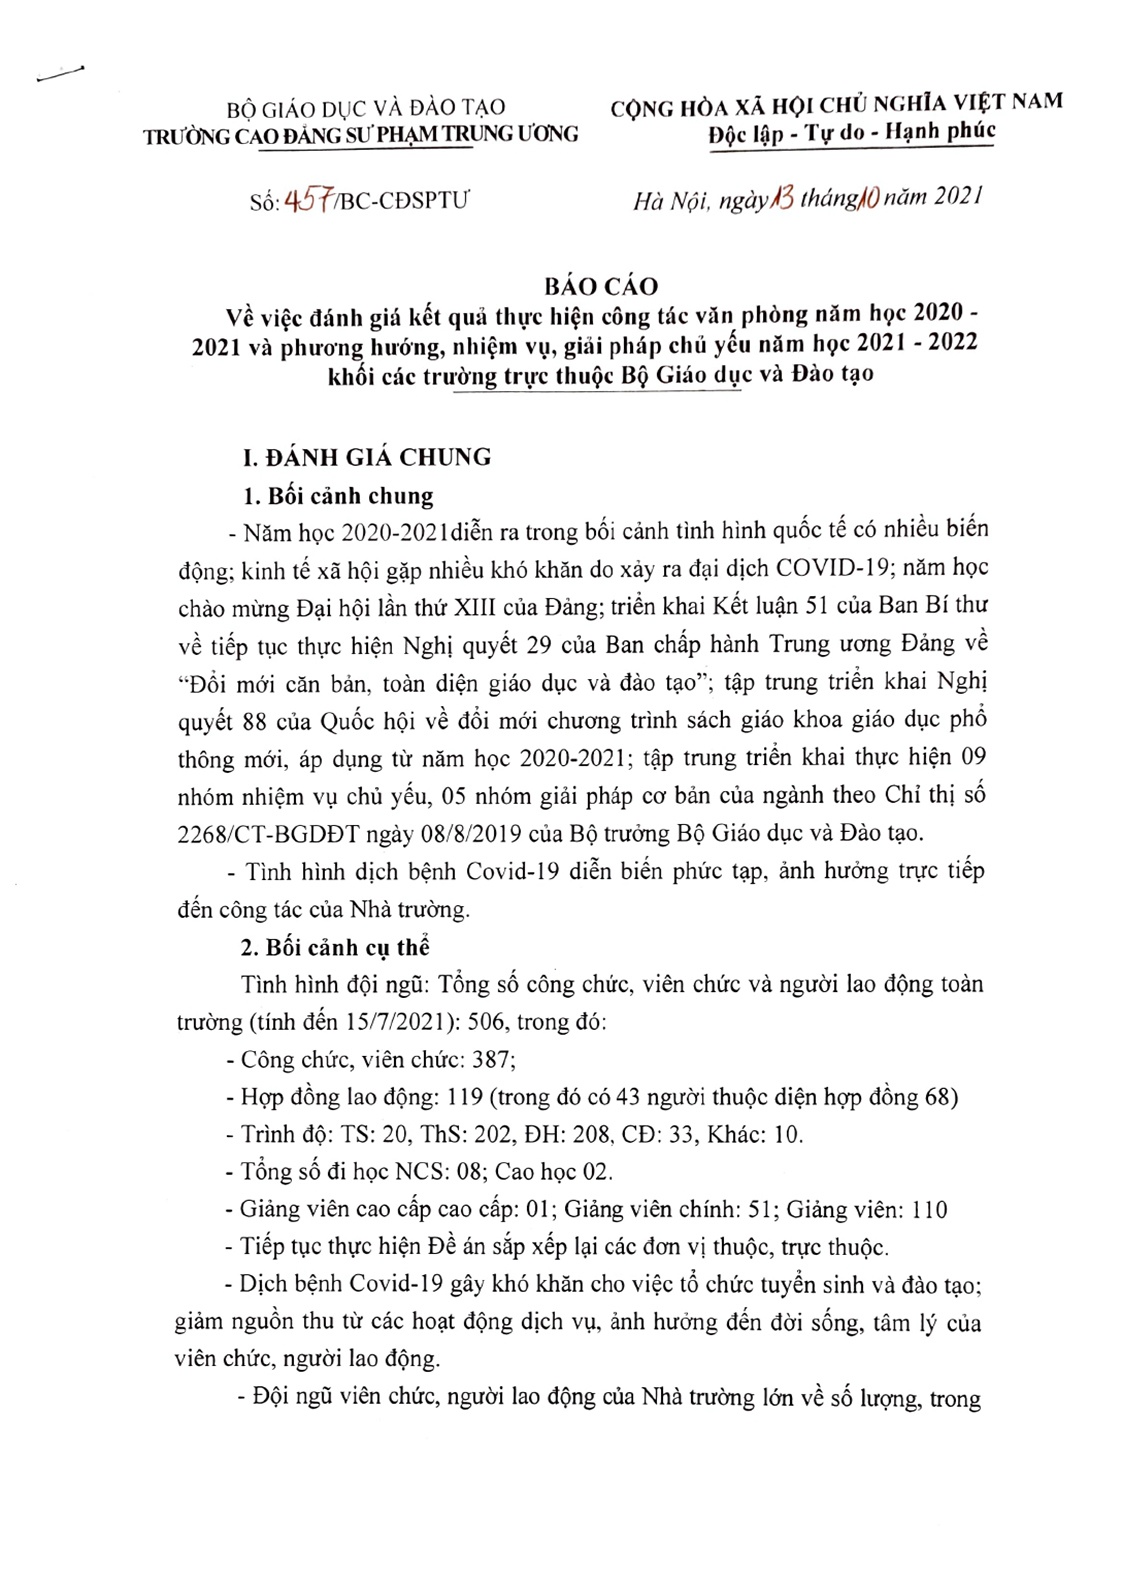 BỘ GIÁO DỤC VÀ ĐÀO TẠO
TRƯỜNG CAO ĐẲNG SƯ PHẠM TRUNG ƯƠNG
CỘNG HÒA XÃ HỘI CHỦ NGHĨA VIỆT NAM
Độc lập - Tự do - Hạnh phúc
Số: 457/BC-CĐSPTƯ
Hà Nội, ngày 13 tháng 10 năm 2021
BÁO CÁO
Về việc đánh giá kết quả thực hiện công tác văn phòng năm học 2020 -
2021 và phương hướng, nhiệm vụ, giải pháp chủ yếu năm học 2021 - 2022
khối các trường trực thuộc Bộ Giáo dục và Đào tạo
I. ĐÁNH GIÁ CHUNG
1. Bối cảnh chung
- Năm học 2020-2021diễn ra trong bối cảnh tình hình quốc tế có nhiều biến
động; kinh tế xã hội gặp nhiều khó khăn do xảy ra đại dịch COVID-19; năm học
chào mừng Đại hội lần thứ XIII của Đảng; triển khai Kết luận 51 của Ban Bí thư
về tiếp tục thực hiện Nghị quyết 29 của Ban chấp hành Trung ương Đảng về
“Đổi mới căn bản, toàn diện giáo dục và đào tạo”; tập trung triển khai Nghị
quyết 88 của Quốc hội về đổi mới chương trình sách giáo khoa giáo dục phổ
thông mới, áp dụng từ năm học 2020-2021; tập trung triển khai thực hiện 09
nhóm nhiệm vụ chủ yếu, 05 nhóm giải pháp cơ bản của ngành theo Chỉ thị số
2268/CT-BGDĐT ngày 08/8/2019 của Bộ trưởng Bộ Giáo dục và Đào tạo.
- Tình hình dịch bệnh Covid-19 diễn biến phức tạp, ảnh hưởng trực tiếp
đến công tác của Nhà trường.
2. Bối cảnh cụ thể
Tình hình đội ngũ: Tổng số công chức, viên chức và người lao động toàn
trường (tính đến 15/7/2021): 506, trong đó:
- Công chức, viên chức: 387;
- Hợp đồng lao động: 119 (trong đó có 43 người thuộc diện hợp đồng 68)
- Trình độ: TS: 20, ThS: 202, ĐH: 208, CĐ: 33, Khác: 10.
- Tổng số đi học NCS: 08; Cao học 02.
- Giảng viên cao cấp cao cấp: 01; Giảng viên chính: 51; Giảng viên: 110
- Tiếp tục thực hiện Đề án sắp xếp lại các đơn vị thuộc, trực thuộc.
- Dịch bệnh Covid-19 gây khó khăn cho việc tổ chức tuyển sinh và đào tạo;
giảm nguồn thu từ các hoạt động dịch vụ, ảnh hưởng đến đời sống, tâm lý của
viên chức, người lao động.
- Đội ngũ viên chức, người lao động của Nhà trường lớn về số lượng, trong